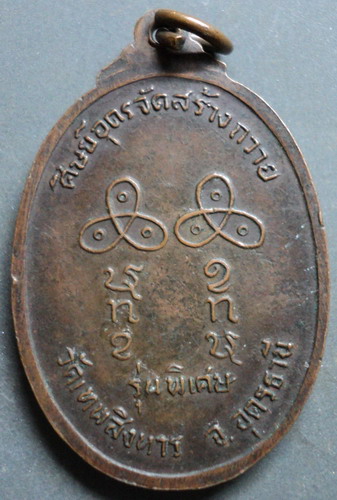 ศิษย์อุดรจัดสร้างถวาย
รุ่นพิเศษ
วัดเทพสิงหาร จ.อุดรธานี